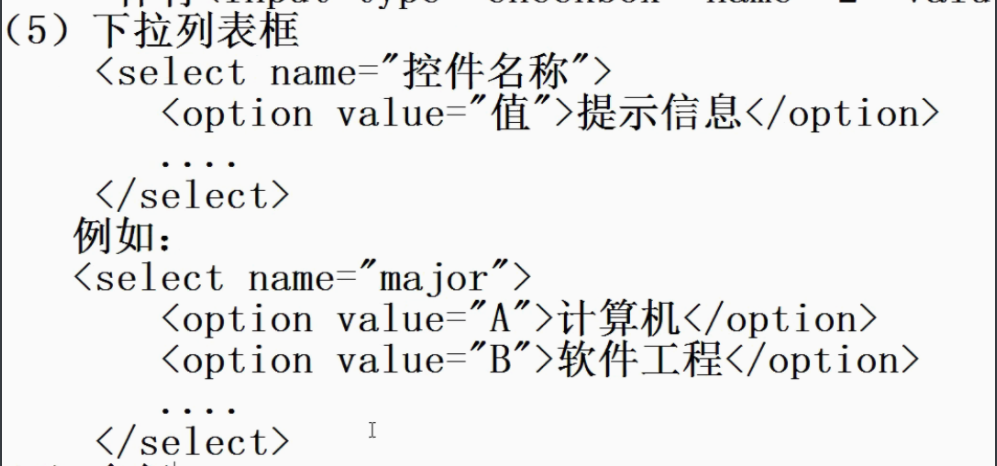 (5) 下拉列表框
<select name="控件名称">
<option value="值">提示信息</option>
....
</select>
例如:
<select name="major">
<option value="A">计算机</option>
<option value="B">软件工程</option>
....
</select>